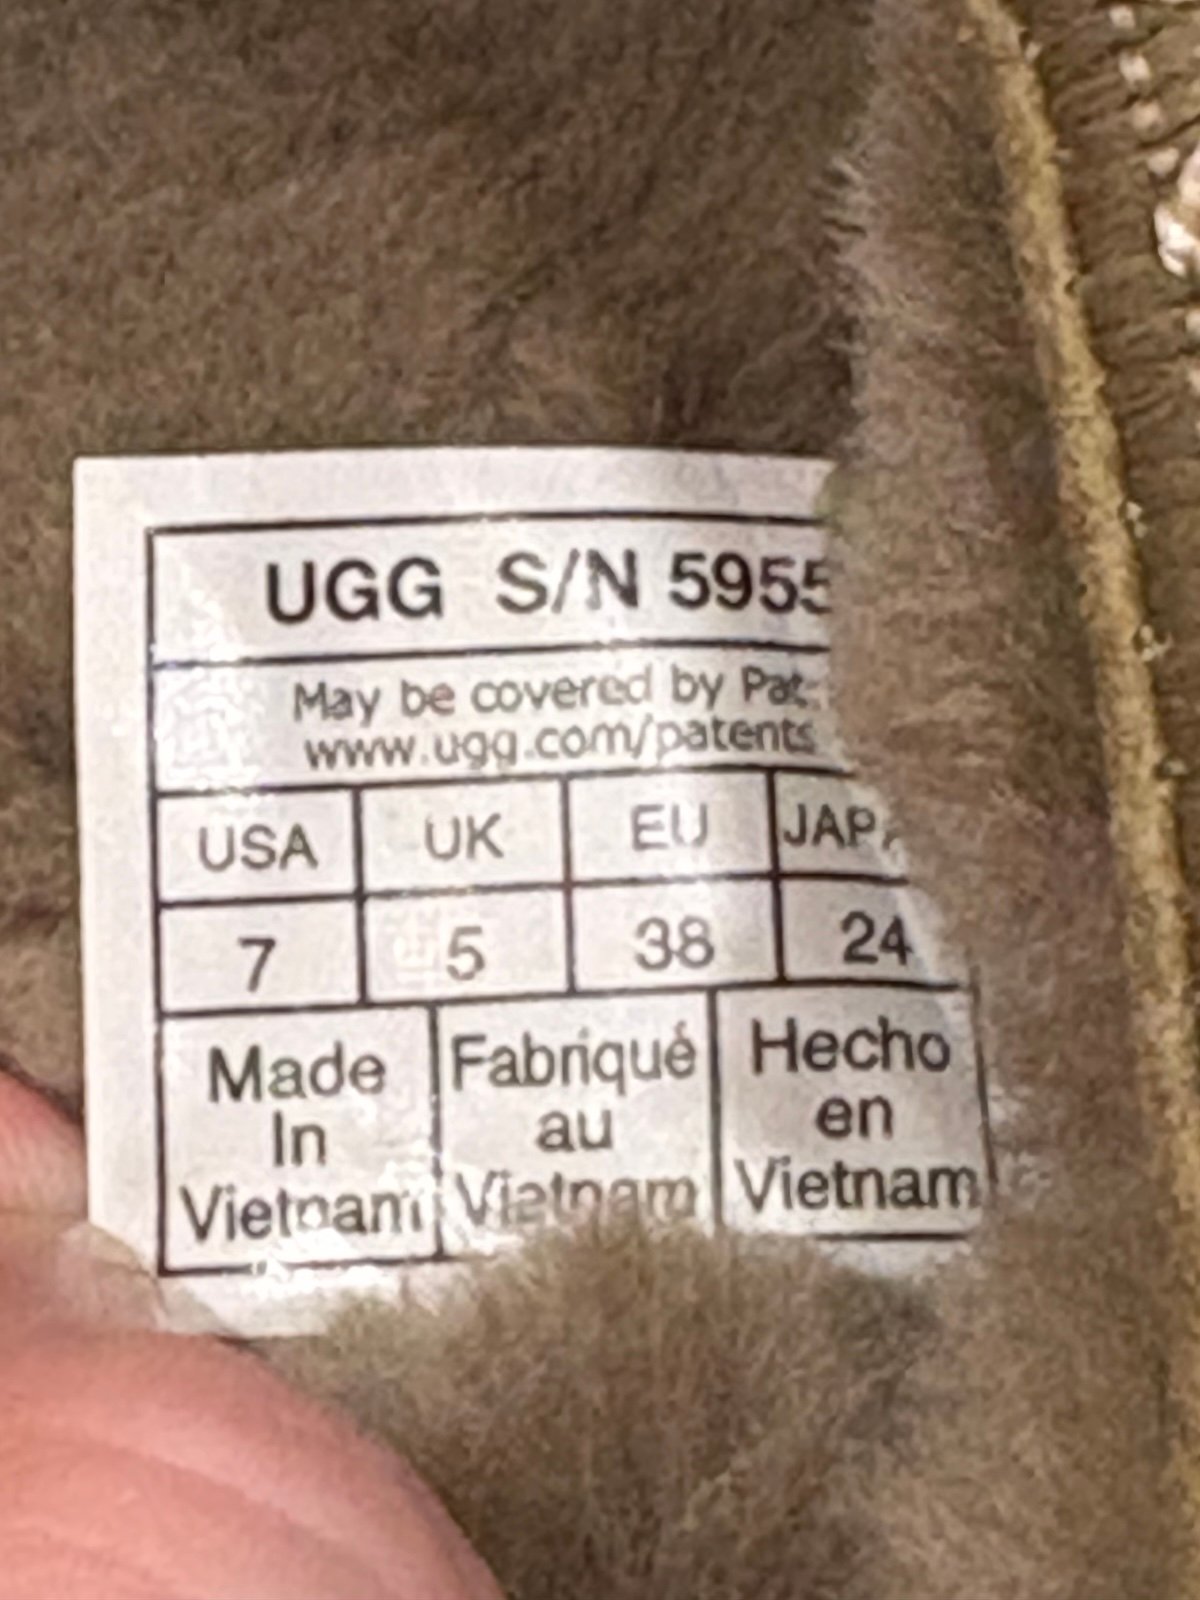 UGG S/N 5955
May be covered by Pat.
www.ugg.com/patents
USA UK EU
7 5 38 24
Made Fabriqué Hecho
In au en
Vietnam Vietnam Vietnam